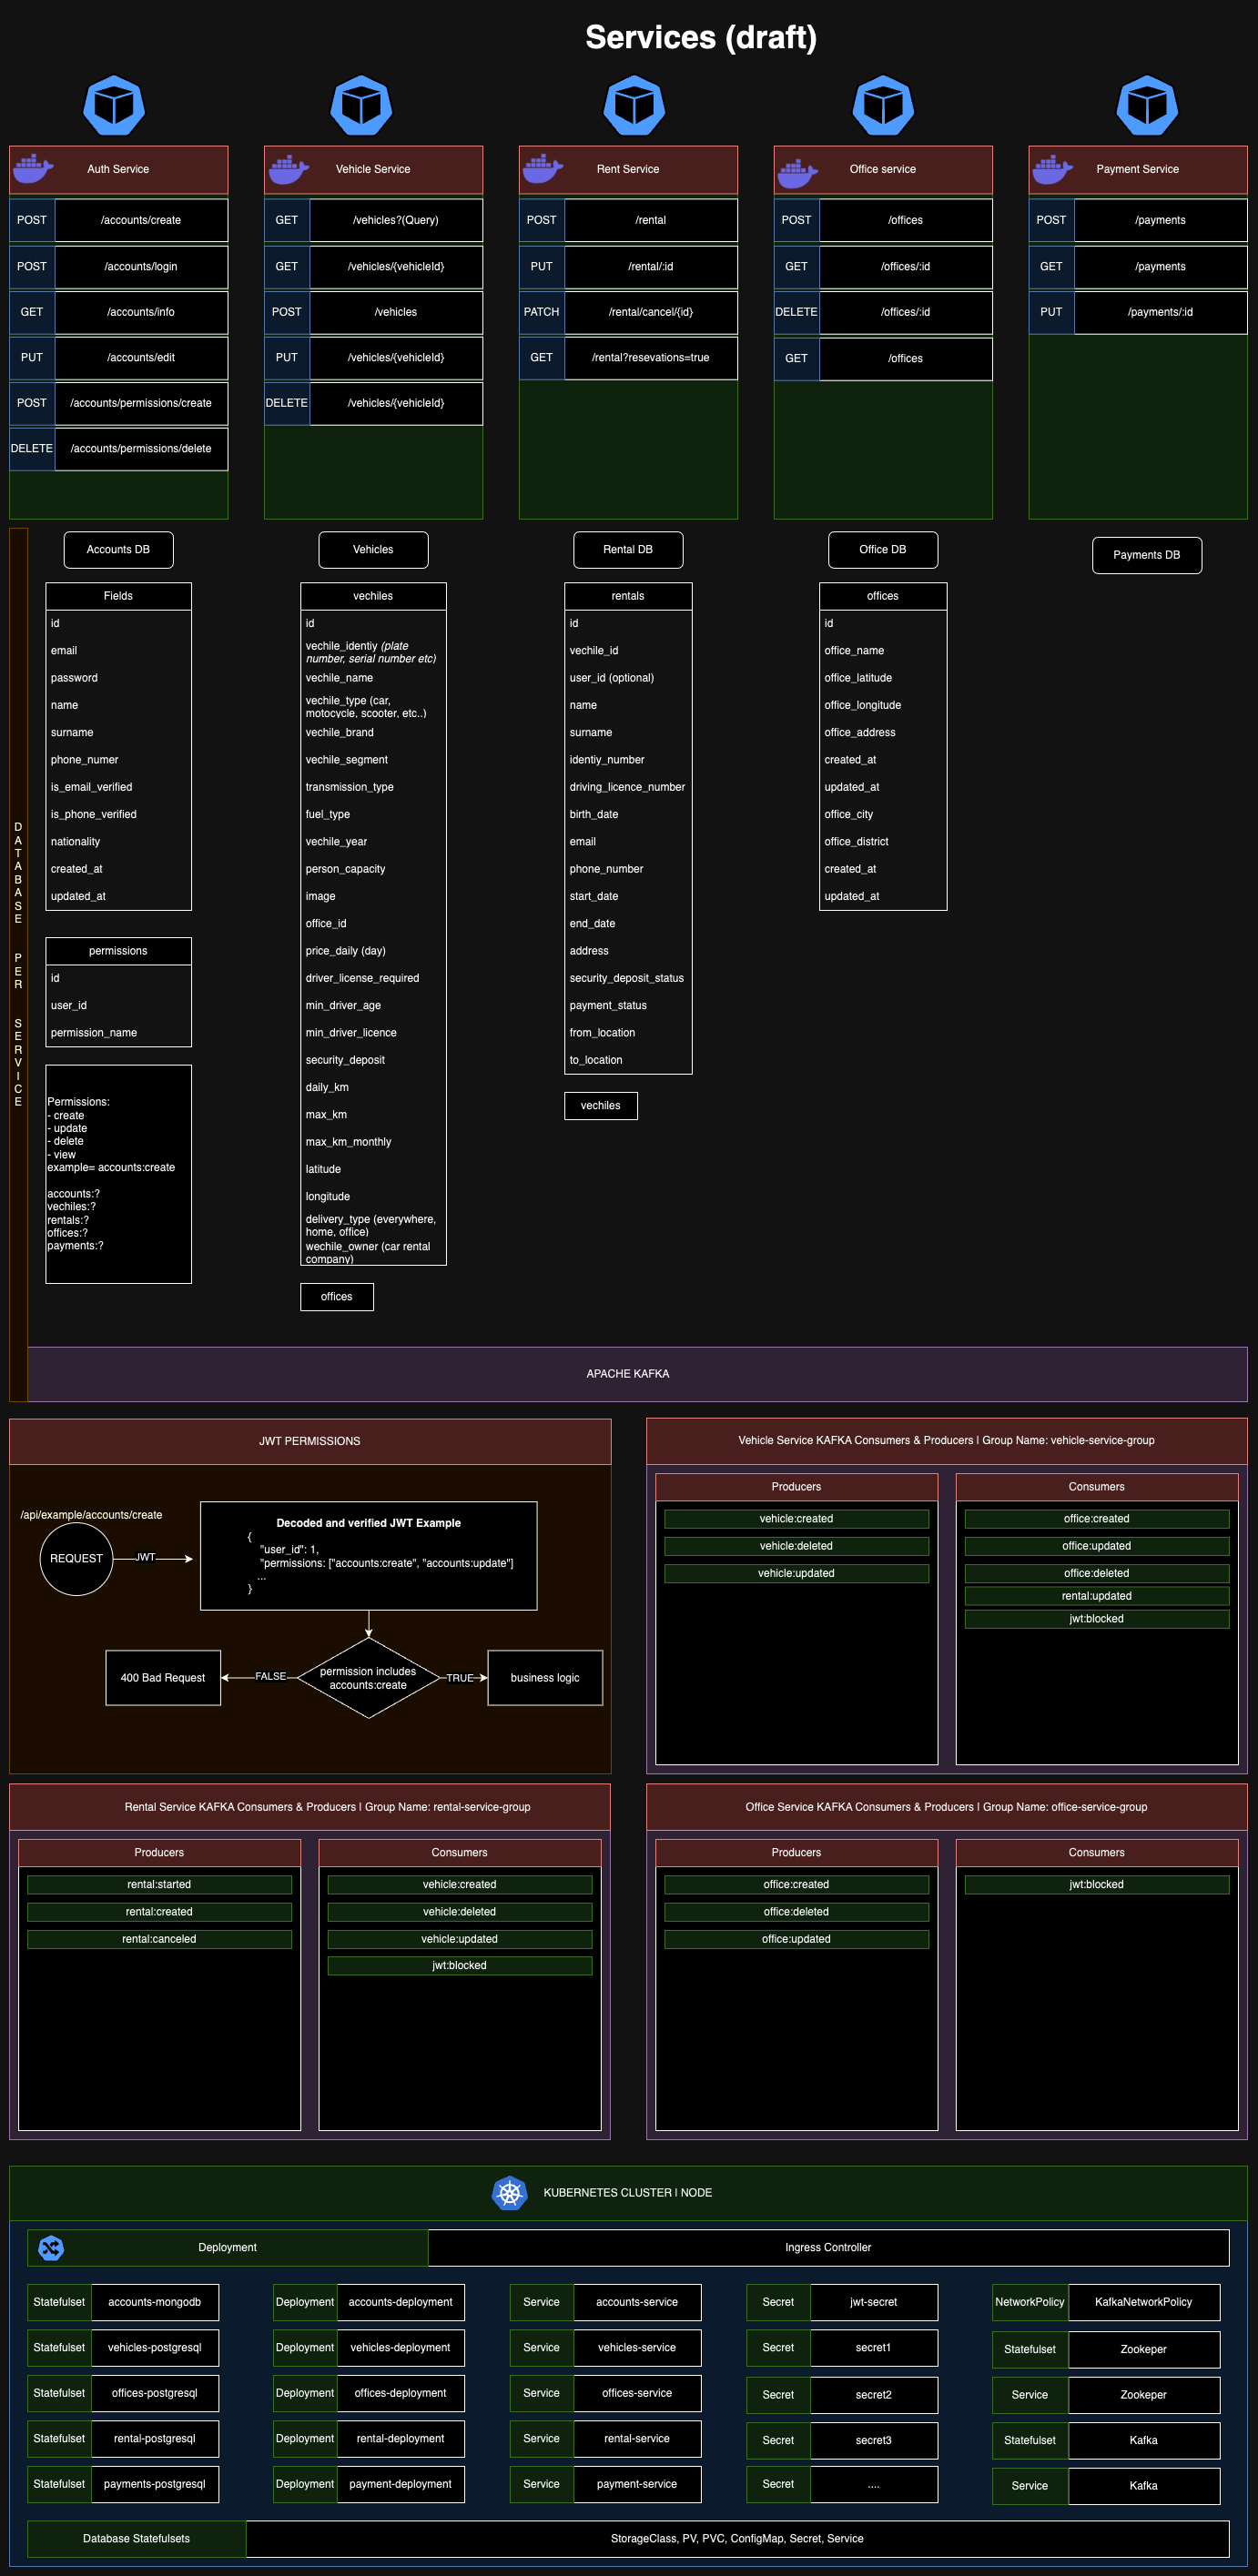 Services (draft)
Auth Service
POST /accounts/create
POST /accounts/login
GET /accounts/info
PUT /accounts/edit
POST /accounts/permissions/create
DELETE /accounts/permissions/delete
Vehicle Service
GET /vehicles?(Query)
GET /vehicles/{vehicleId}
POST /vehicles
PUT /vehicles/{vehicleId}
DELETE /vehicles/{vehicleId}
Rent Service
POST /rental
PUT /rental/:id
PATCH /rental/cancel/{id}
GET /rental?resevations=true
Office service
POST /offices
GET /offices/:id
DELETE /offices/:id
GET /offices
Payment Service
POST /payments
GET /payments
PUT /payments/:id
DATABASE PER SERVICE
Accounts DB
Fields
id
email
password
name
surname
phone_numer
is_email_verified
is_phone_verified
nationality
created_at
updated_at
permissions
id
user_id
permission_name
Permissions:
- create
- update
- delete
- view
example= accounts:create
accounts:?
vechiles:?
rentals:?
offices:?
payments:?
Vehicles
vechiles
id
vechile_identiy (plate
number, serial number etc)
vechile_name
vechile_type (car,
motocycle, scooter, etc..)
vechile_brand
vechile_segment
transmission_type
fuel_type
vechile_year
person_capacity
image
office_id
price_daily (day)
driver_license_required
min_driver_age
min_driver_licence
security_deposit
daily_km
max_km
max_km_monthly
latitude
longitude
delivery_type (everywhere,
home, office)
wechile_owner (car rental
company)
offices
Rental DB
rentals
id
vechile_id
user_id (optional)
name
surname
identiy_number
driving_licence_number
birth_date
email
phone_number
start_date
end_date
address
security_deposit_status
payment_status
from_location
to_location
vechiles
Office DB
offices
id
office_name
office_latitude
office_longitude
office_address
created_at
updated_at
office_city
office_district
created_at
updated_at
Payments DB
APACHE KAFKA
JWT PERMISSIONS
/api/example/accounts/create
REQUEST
JWT
Decoded and verified JWT Example
{
"user_id": 1,
"permissions: ["accounts:create", "accounts:update"]
...
}
400 Bad Request
FALSE
permission includes
accounts:create
TRUE
business logic
Vehicle Service KAFKA Consumers & Producers | Group Name: vehicle-service-group
Producers
vehicle:created
vehicle:deleted
vehicle:updated
Consumers
office:created
office:updated
office:deleted
rental:updated
jwt:blocked
Rental Service KAFKA Consumers & Producers | Group Name: rental-service-group
Producers
rental:started
rental:created
rental:canceled
Consumers
vehicle:created
vehicle:deleted
vehicle:updated
jwt:blocked
Office Service KAFKA Consumers & Producers | Group Name: office-service-group
Producers
office:created
office:deleted
office:updated
Consumers
jwt:blocked
KUBERNETES CLUSTER | NODE
Deployment Ingress Controller
Statefulset accounts-mongodb
Statefulset vehicles-postgresql
Statefulset offices-postgresql
Statefulset rental-postgresql
Statefulset payments-postgresql
Deployment accounts-deployment
Deployment vehicles-deployment
Deployment offices-deployment
Deployment rental-deployment
Deployment payment-deployment
Service accounts-service
Service vehicles-service
Service offices-service
Service rental-service
Service payment-service
Secret jwt-secret
Secret secret1
Secret secret2
Secret secret3
Secret ....
NetworkPolicy KafkaNetworkPolicy
Statefulset Zookeper
Service Zookeper
Statefulset Kafka
Service Kafka
Database Statefulsets StorageClass, PV, PVC, ConfigMap, Secret, Service